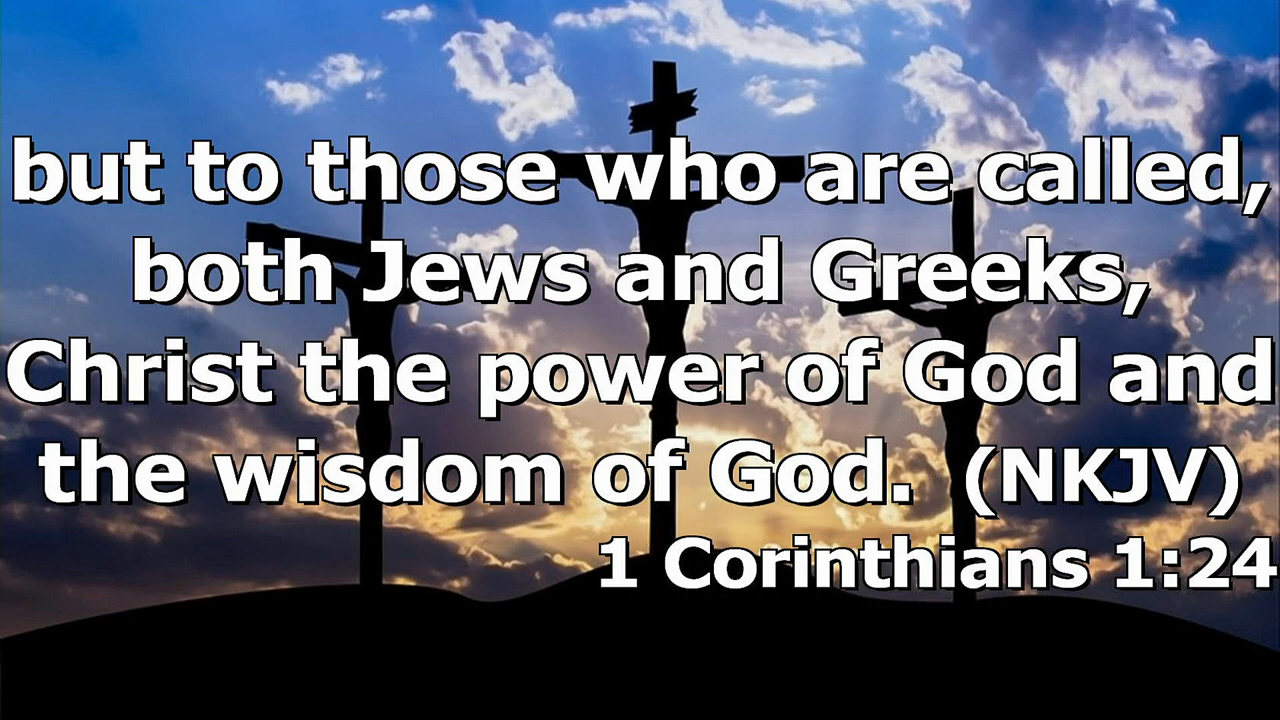 but to those who are called,
both Jews and Greeks,
Christ the power of God and
the wisdom of God.  (NKJV)
1 Corinthians 1:24